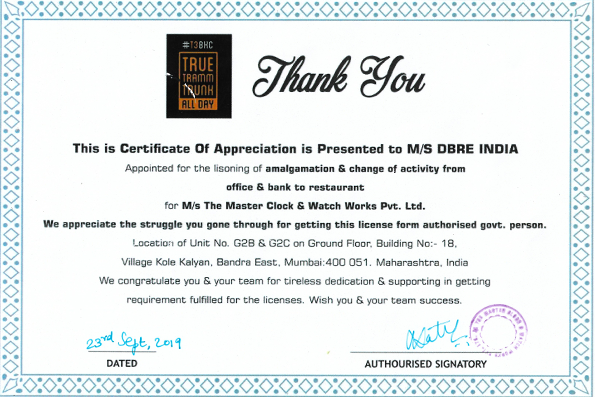 #T3BHC
TRUE
TRAMM
TRUNK
ALL DAY
Thank You
This is Certificate Of Appreciation is Presented to M/S DBRE INDIA
Appointed for the lisoning of amalgamation & change of activity from
office & bank to restaurant
for M/s The Master Clock & Watch Works Pvt. Ltd.
We appreciate the struggle you gone through for getting this license form authorised govt. person.
Location of Unit No. G2B & G2C on Ground Floor, Building No:- 18,
Village Kole Kalyan, Bandra East, Mumbai:400 051. Maharashtra, India
We congratulate you & your team for tireless dedication & supporting in getting
requirement fulfilled for the licenses. Wish you & your team success.
23rd Sept, 2019
DATED
AUTHOURISED SIGNATORY